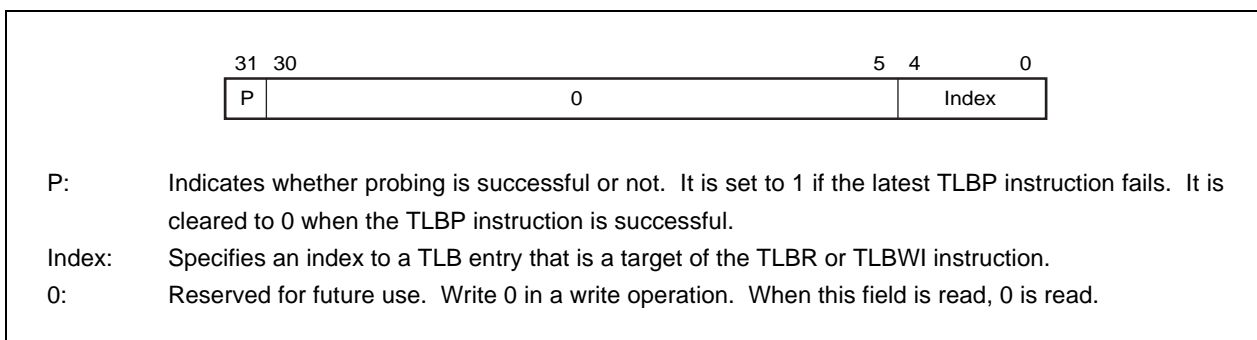 31 30 5 4 0
P 0 Index
P: Indicates whether probing is successful or not. It is set to 1 if the latest TLBP instruction fails. It is
cleared to 0 when the TLBP instruction is successful.
Index: Specifies an index to a TLB entry that is a target of the TLBR or TLBWI instruction.
0: Reserved for future use. Write 0 in a write operation. When this field is read, 0 is read.